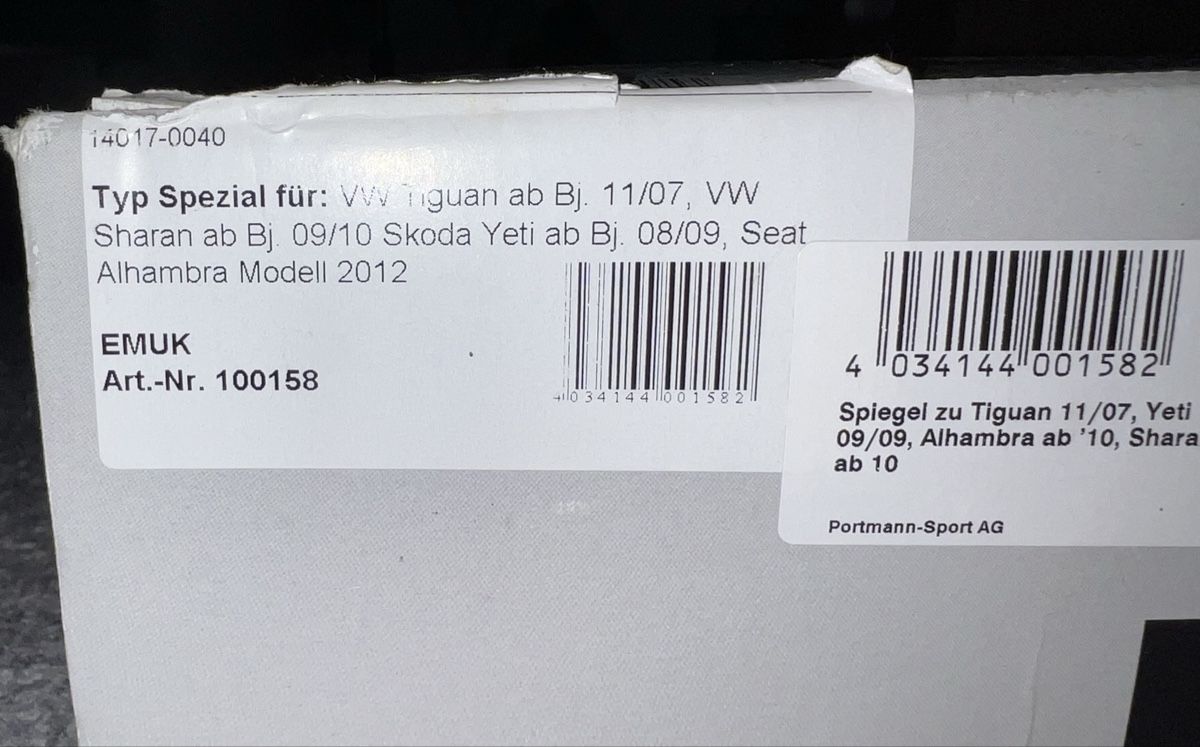 14017-0040
Typ Spezial für: VW Tiguan ab Bj. 11/07, VW
Sharan ab Bj. 09/10 Skoda Yeti ab Bj. 08/09, Seat
Alhambra Modell 2012
EMUK
Art.-Nr. 100158
4 034144 001582
4 034144 001582
Spiegel zu Tiguan 11/07, Yeti
09/09, Alhambra ab '10, Shara
ab 10
Portmann-Sport AG